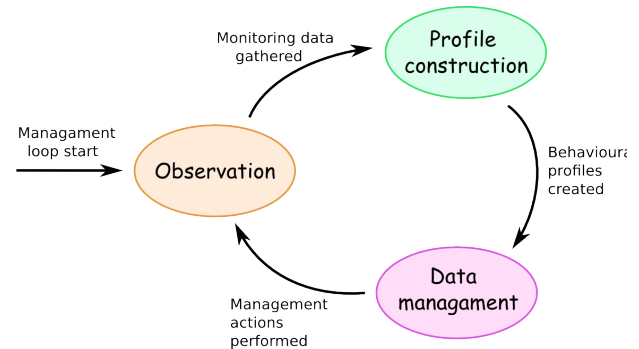 Monitoring data
gathered
Profile
construction
Managament
loop start
Observation
Behavioura
profiles
created
Data
managament
Management
actions
performed